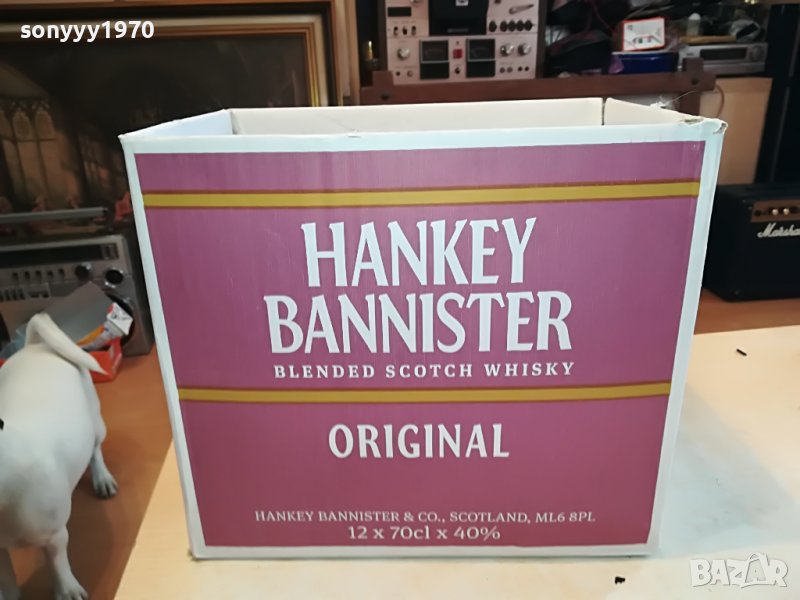 sonyyy1970
HANKEY
BANNISTER
BLENDED SCOTCH WHISKY
ORIGINAL
HANKEY BANNISTER & CO., SCOTLAND, ML6 8PL
12 x 70cl x 40%
BAZAR